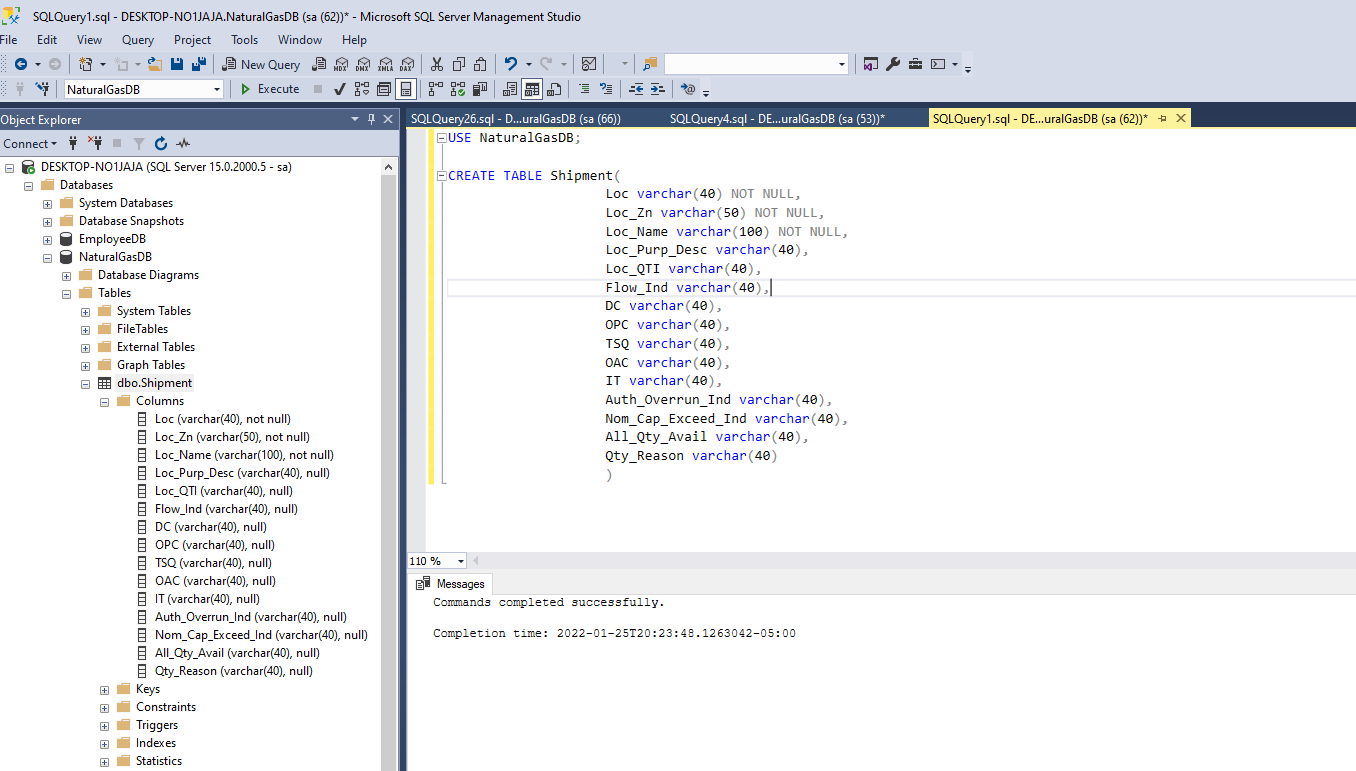 SQLQuery1.sql - DESKTOP-NO1JAJA.NaturalGasDB (sa (62))* - Microsoft SQL Server Management Studio
File Edit View Query Project Tools Window Help
New Query MDX DMX XMLA DAX
NaturalGasDB Execute
Object Explorer
SQLQuery26.sql - D...uralGasDB (sa (66)) SQLQuery4.sql - DE...uralGasDB (sa (53))* SQLQuery1.sql - DE...uralGasDB (sa (62))*
Connect
DESKTOP-NO1JAJA (SQL Server 15.0.2000.5 - sa)
Databases
System Databases
Database Snapshots
EmployeeDB
NaturalGasDB
Database Diagrams
Tables
System Tables
FileTables
External Tables
Graph Tables
dbo.Shipment
Columns
Loc (varchar(40), not null)
Loc_Zn (varchar(50), not null)
Loc_Name (varchar(100), not null)
Loc_Purp_Desc (varchar(40), null)
Loc_QTI (varchar(40), null)
Flow_Ind (varchar(40), null)
DC (varchar(40), null)
OPC (varchar(40), null)
TSQ (varchar(40), null)
OAC (varchar(40), null)
IT (varchar(40), null)
Auth_Overrun_Ind (varchar(40), null)
Nom_Cap_Exceed_Ind (varchar(40), null)
All_Qty_Avail (varchar(40), null)
Qty_Reason (varchar(40), null)
Keys
Constraints
Triggers
Indexes
Statistics
USE NaturalGasDB;
CREATE TABLE Shipment(
Loc varchar(40) NOT NULL,
Loc_Zn varchar(50) NOT NULL,
Loc_Name varchar(100) NOT NULL,
Loc_Purp_Desc varchar(40),
Loc_QTI varchar(40),
Flow_Ind varchar(40),
DC varchar(40),
OPC varchar(40),
TSQ varchar(40),
OAC varchar(40),
IT varchar(40),
Auth_Overrun_Ind varchar(40),
Nom_Cap_Exceed_Ind varchar(40),
All_Qty_Avail varchar(40),
Qty_Reason varchar(40)
)
110 %
Messages
Commands completed successfully.
Completion time: 2022-01-25T20:23:48.1263042-05:00